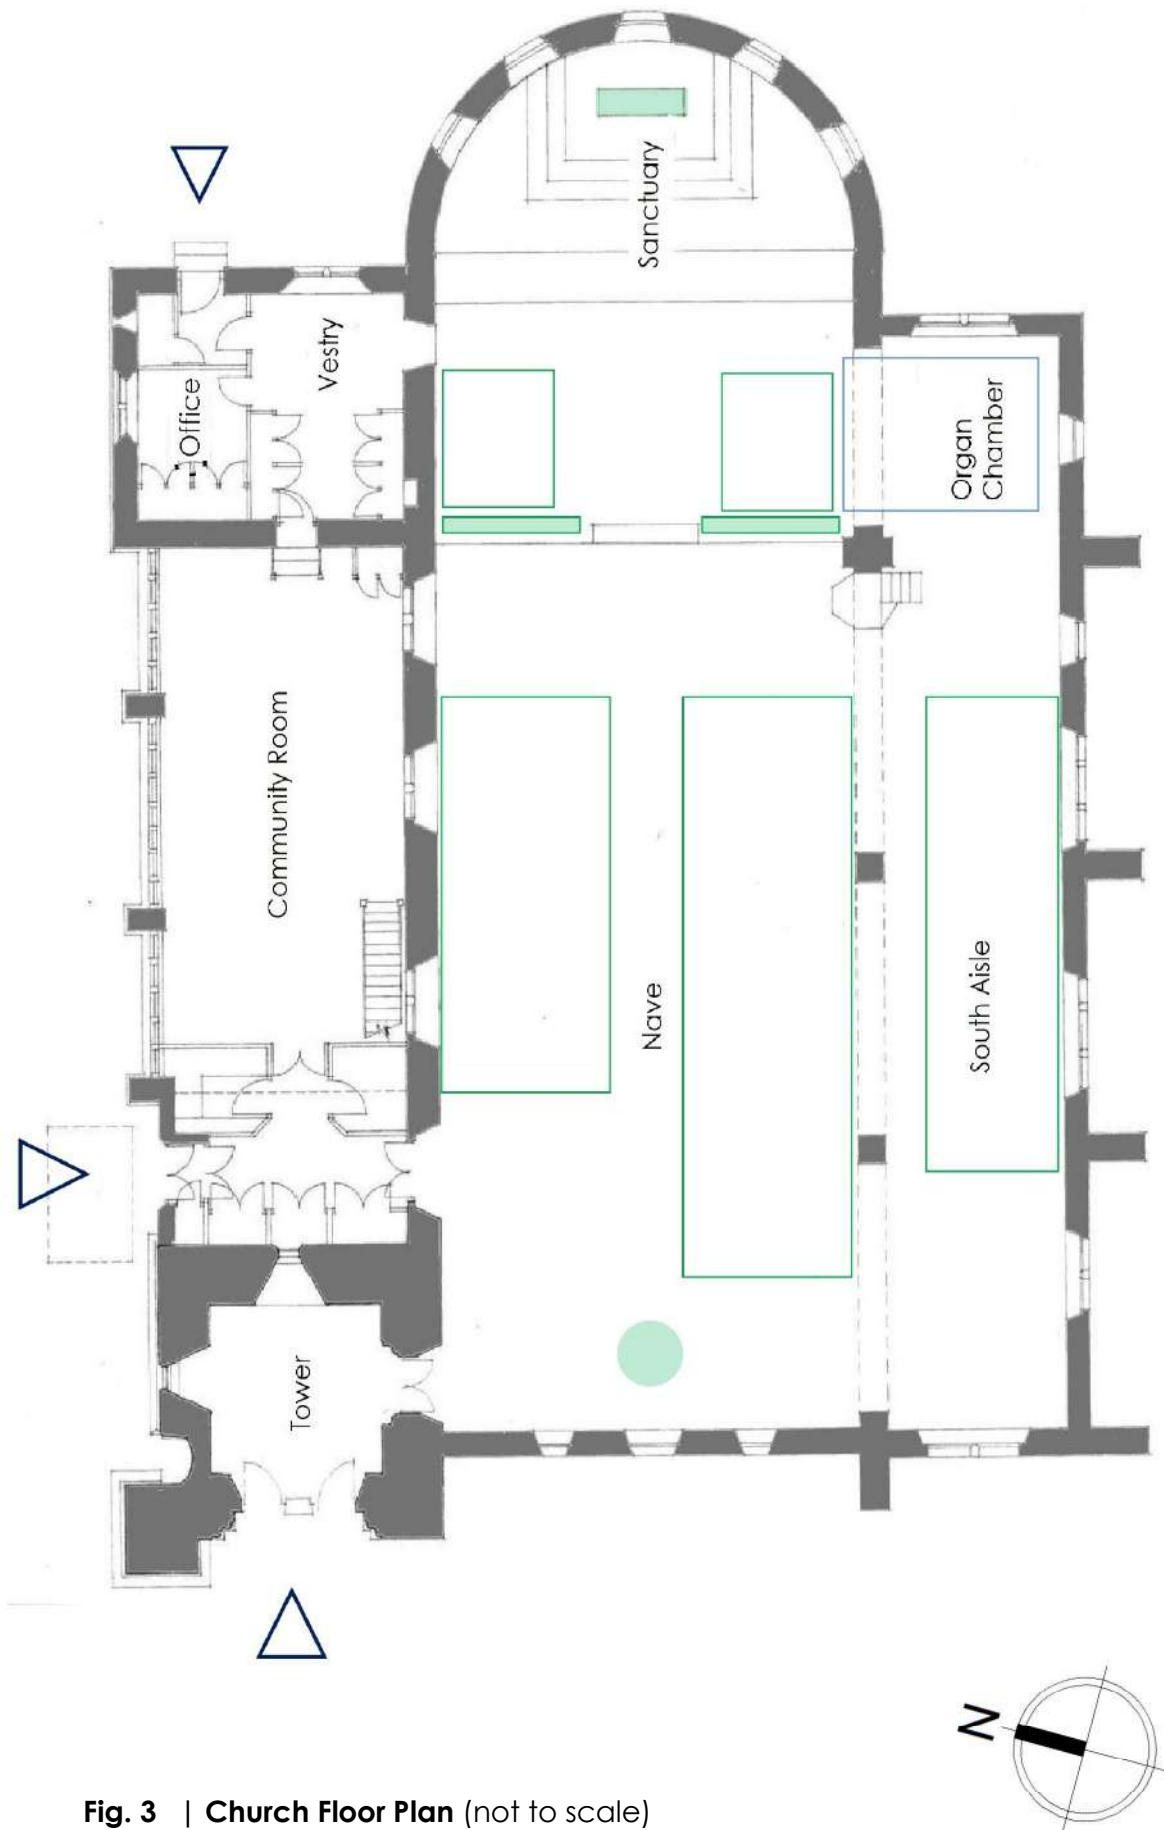 Sanctuary
Vestry
Office
Organ
Chamber
Community Room
Nave
South Aisle
Tower
N
Fig. 3 | Church Floor Plan (not to scale)